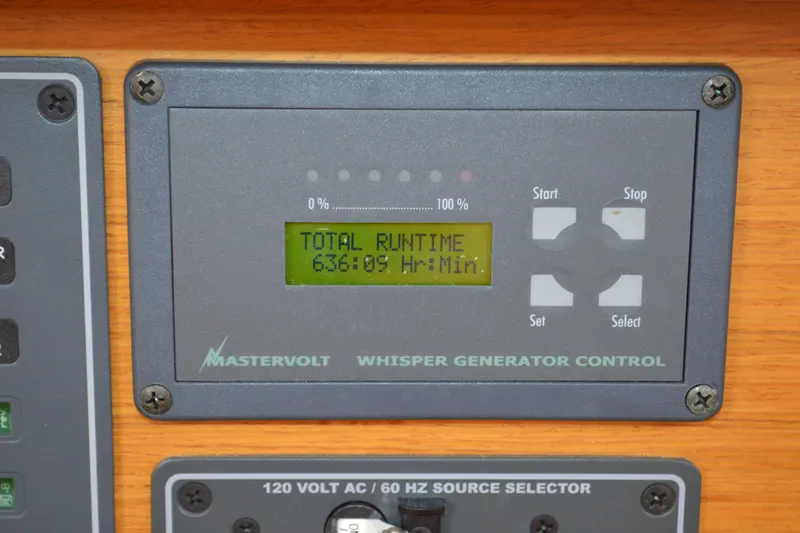 Start Stop
0 % 100 %
TOTAL RUNTIME
636:09 Hr:Min
Set Select
MASTERVOLT WHISPER GENERATOR CONTROL
120 VOLT AC / 60 HZ SOURCE SELECTOR